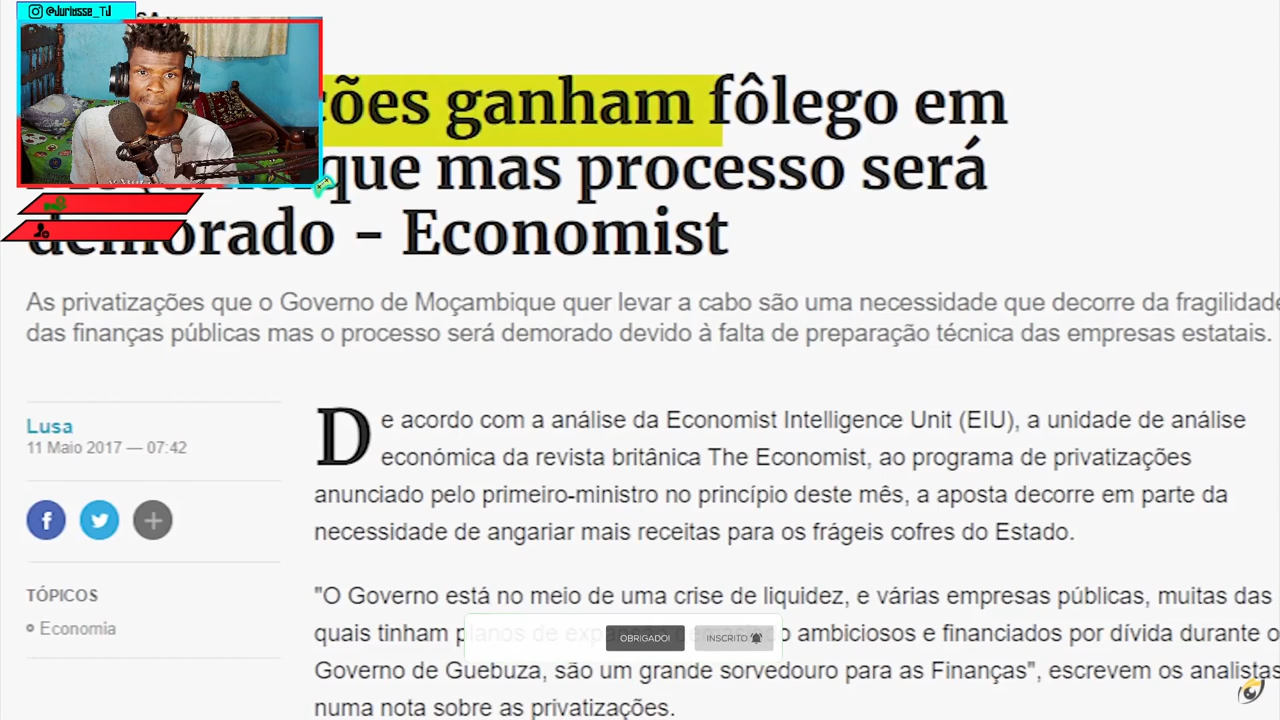 @Juriosse_TJ
ções ganham fôlego em
que mas processo será
demorado - Economist
As privatizações que o Governo de Moçambique quer levar a cabo são uma necessidade que decorre da fragilidade
das finanças públicas mas o processo será demorado devido à falta de preparação técnica das empresas estatais.
Lusa
11 Maio 2017 — 07:42
TÓPICOS
Economia
De acordo com a análise da Economist Intelligence Unit (EIU), a unidade de análise
económica da revista britânica The Economist, ao programa de privatizações
anunciado pelo primeiro-ministro no princípio deste mês, a aposta decorre em parte da
necessidade de angariar mais receitas para os frágeis cofres do Estado.
"O Governo está no meio de uma crise de liquidez, e várias empresas públicas, muitas das
quais tinham planos de ambiciosos e financiados por dívida durante o
Governo de Guebuza, são um grande sorvedouro para as Finanças", escrevem os analistas
numa nota sobre as privatizações.
OBRIGADO!
INSCRITO